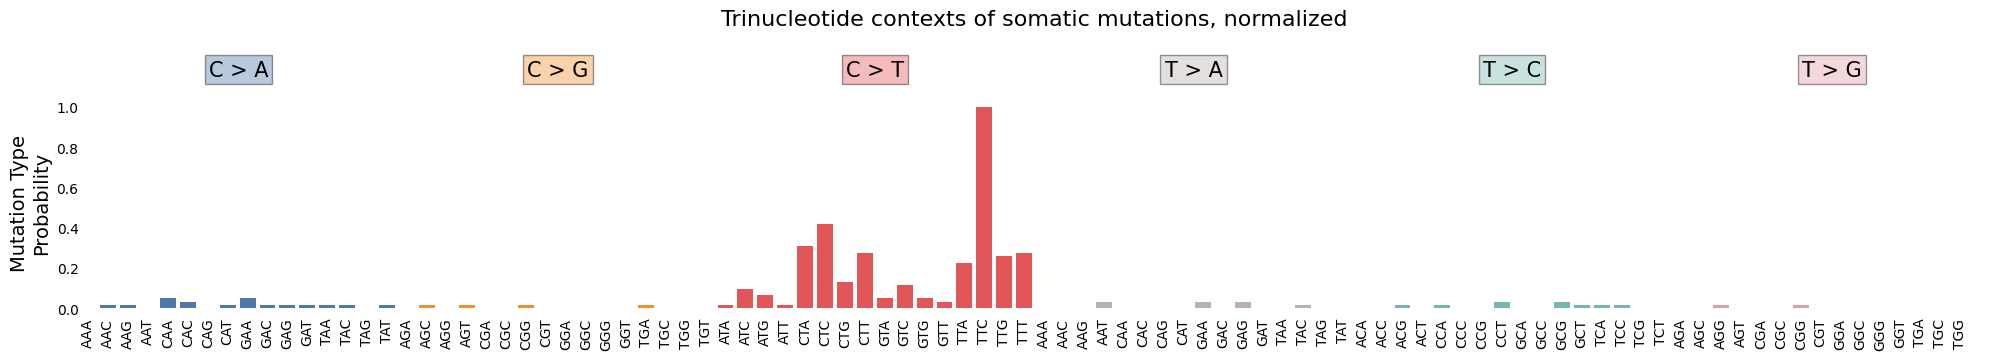 Trinucleotide contexts of somatic mutations, normalized
C > A
C > G
C > T
T > A
T > C
T > G
Mutation Type
Probability
1.0
0.8
0.6
0.4
0.2
0.0
AAA
AAC
AAG
AAT
CAA
CAC
CAG
CAT
GAA
GAC
GAG
GAT
TAA
TAC
TAG
TAT
AGA
AGC
AGG
AGT
CGA
CGC
CGG
CGT
GGA
GGC
GGG
GGT
TGA
TGC
TGG
TGT
ATA
ATC
ATG
ATT
CTA
CTC
CTG
CTT
GTA
GTC
GTG
GTT
TTA
TTC
TTG
TTT
AAA
AAC
AAG
AAT
CAA
CAC
CAG
CAT
GAA
GAC
GAG
GAT
TAA
TAC
TAG
TAT
ACA
ACC
ACG
ACT
CCA
CCC
CCG
CCT
GCA
GCC
GCG
GCT
TCA
TCC
TCG
TCT
AGA
AGC
AGG
AGT
CGA
CGC
CGG
CGT
GGA
GGC
GGG
GGT
TGA
TGC
TGG